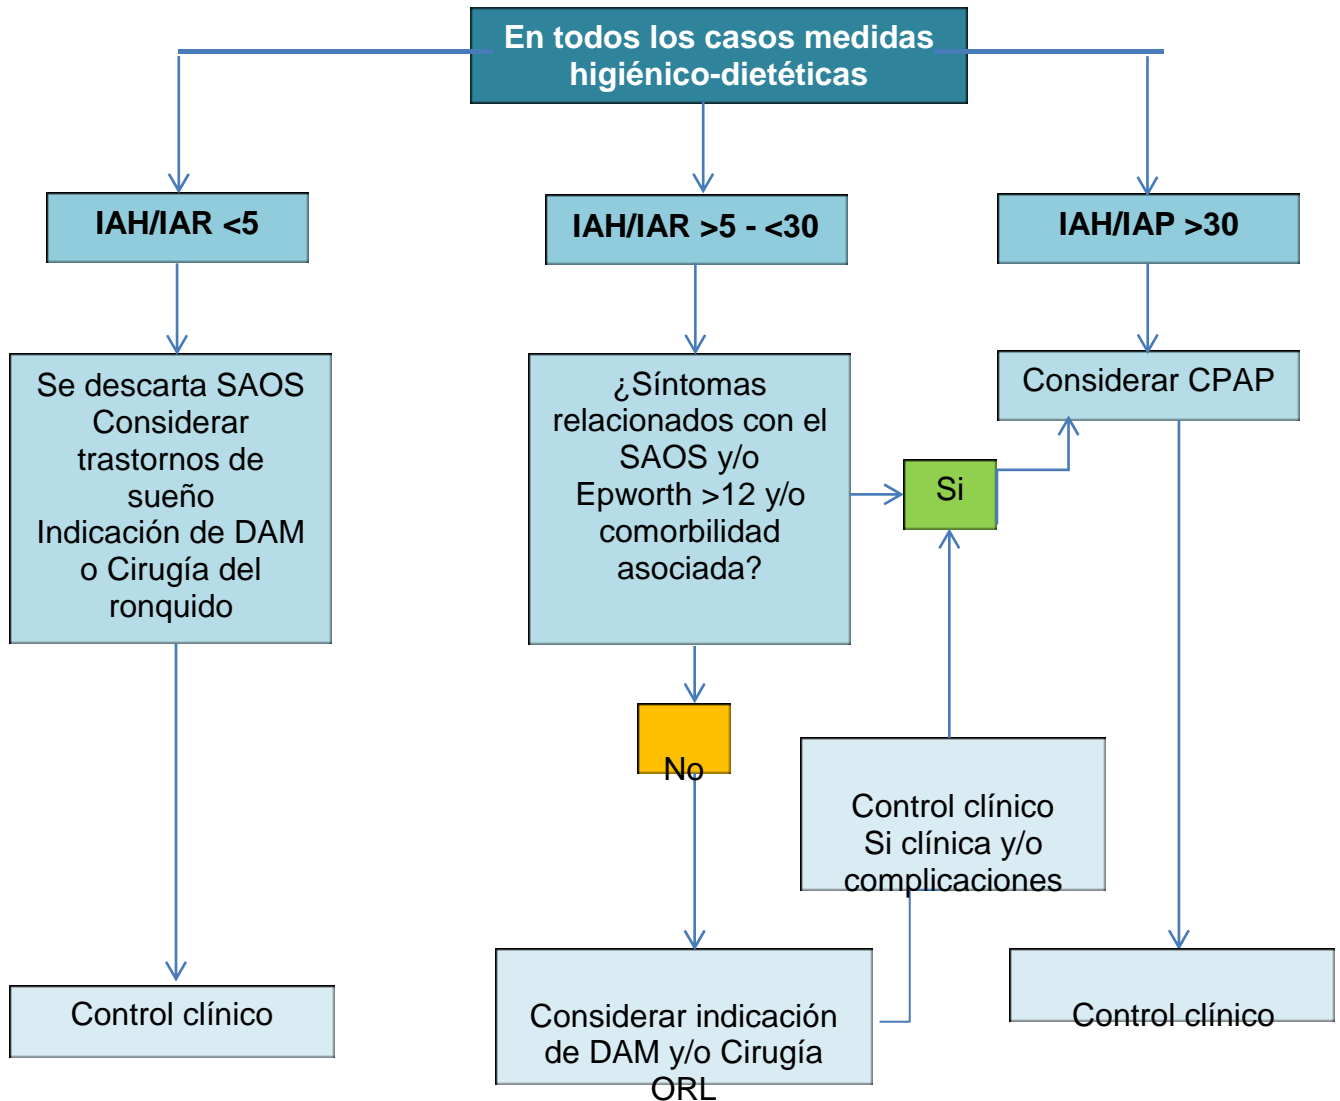 En todos los casos medidas
higiénico-dietéticas
IAH/IAR <5
IAH/IAR >5 - <30
IAH/IAP >30
Se descarta SAOS
Considerar
trastornos de
sueño
Indicación de DAM
o Cirugía del
ronquido
¿Síntomas
relacionados con el
SAOS y/o
Epworth >12 y/o
comorbilidad
asociada?
Considerar CPAP
Si
No
Control clínico
Si clínica y/o
complicaciones
Control clínico
Considerar indicación
de DAM y/o Cirugía
ORL
Control clínico